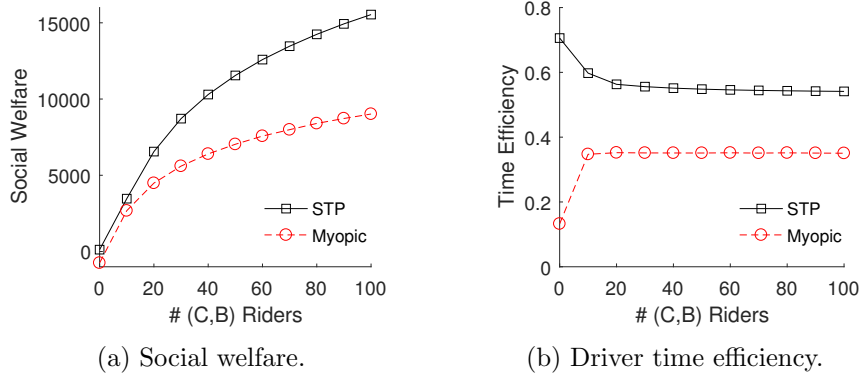 15000
10000
5000
0
Social Welfare
STP
Myopic
0 20 40 60 80 100
# (C,B) Riders
(a) Social welfare.
0.8
0.6
0.4
0.2
0
Time Efficiency
STP
Myopic
0 20 40 60 80 100
# (C,B) Riders
(b) Driver time efficiency.